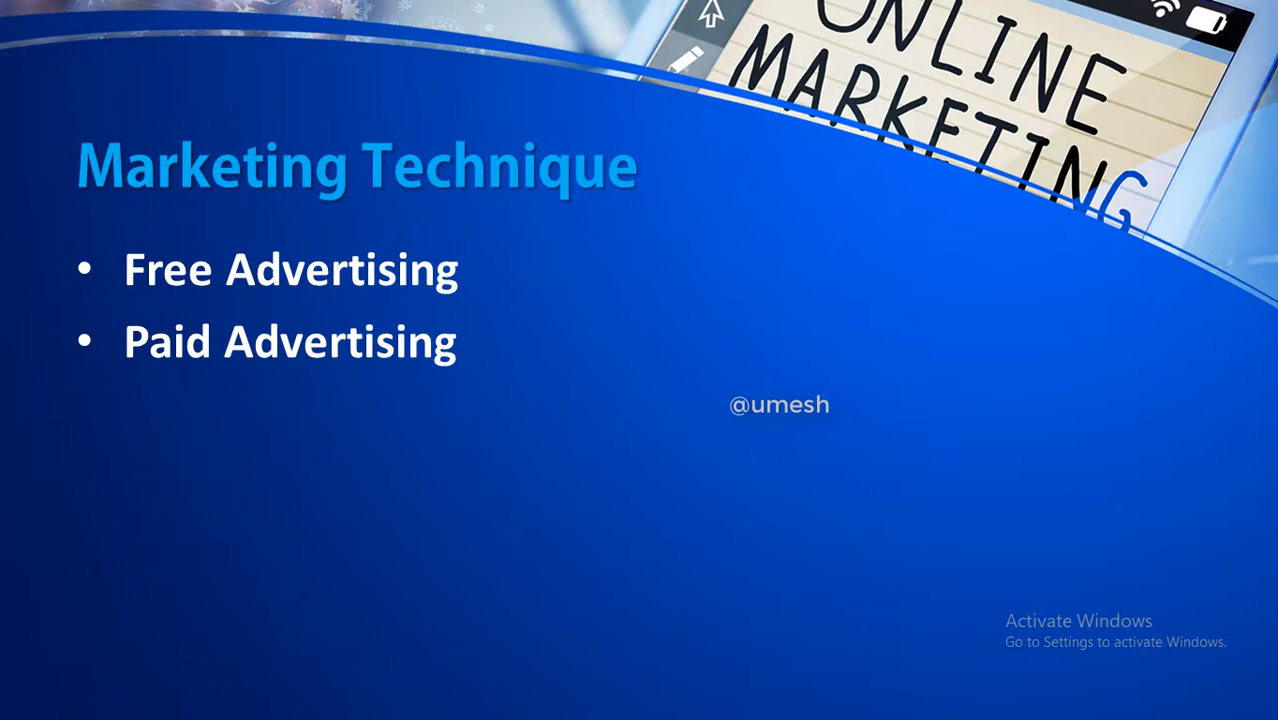 ONLINE
MARKETING
Marketing Technique
• Free Advertising
• Paid Advertising
@umesh
Activate Windows
Go to Settings to activate Windows.